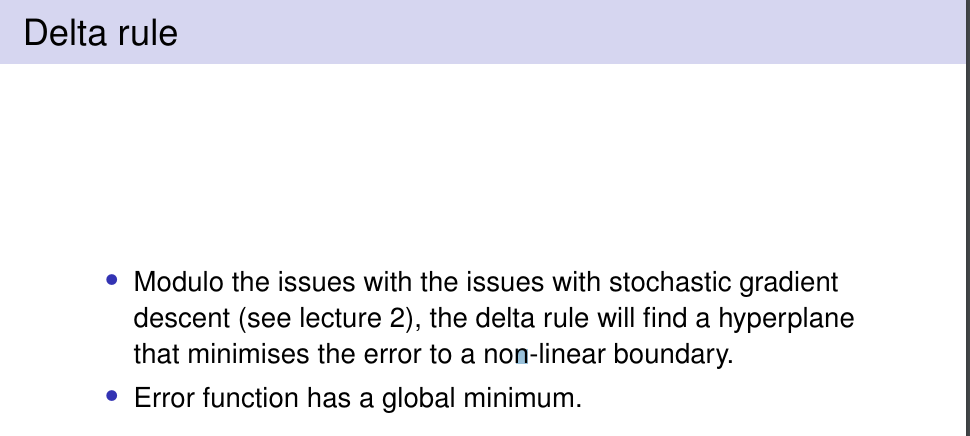 Delta rule
Modulo the issues with the issues with stochastic gradient
descent (see lecture 2), the delta rule will find a hyperplane
that minimises the error to a non-linear boundary.
Error function has a global minimum.